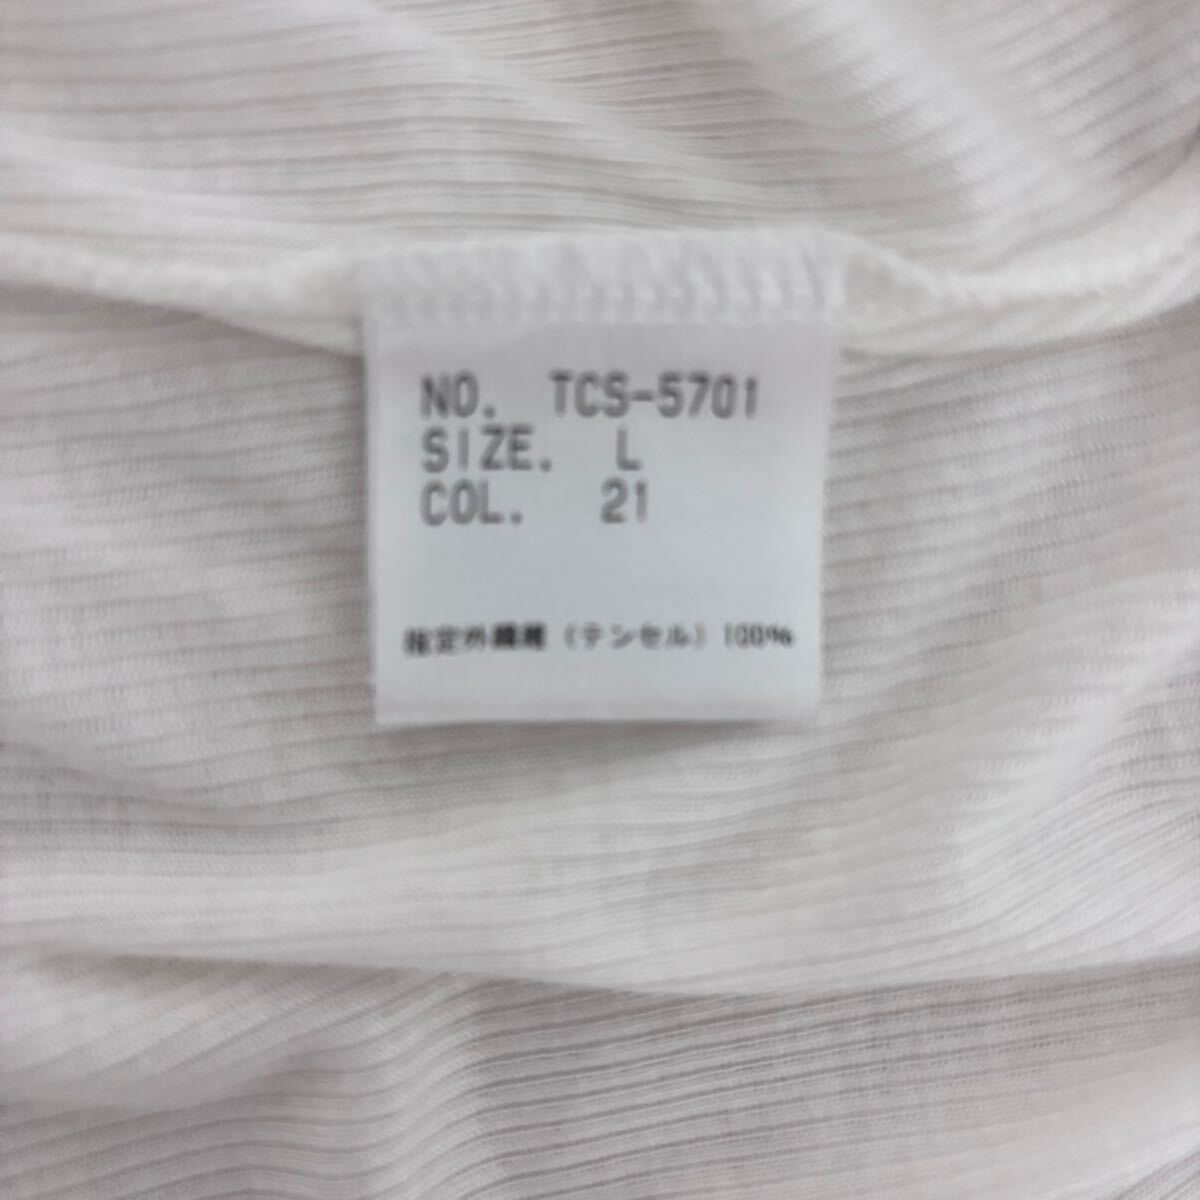 NO. TCS-5701
SIZE. L
COL. 21
指定外繊維（テンセル）100%